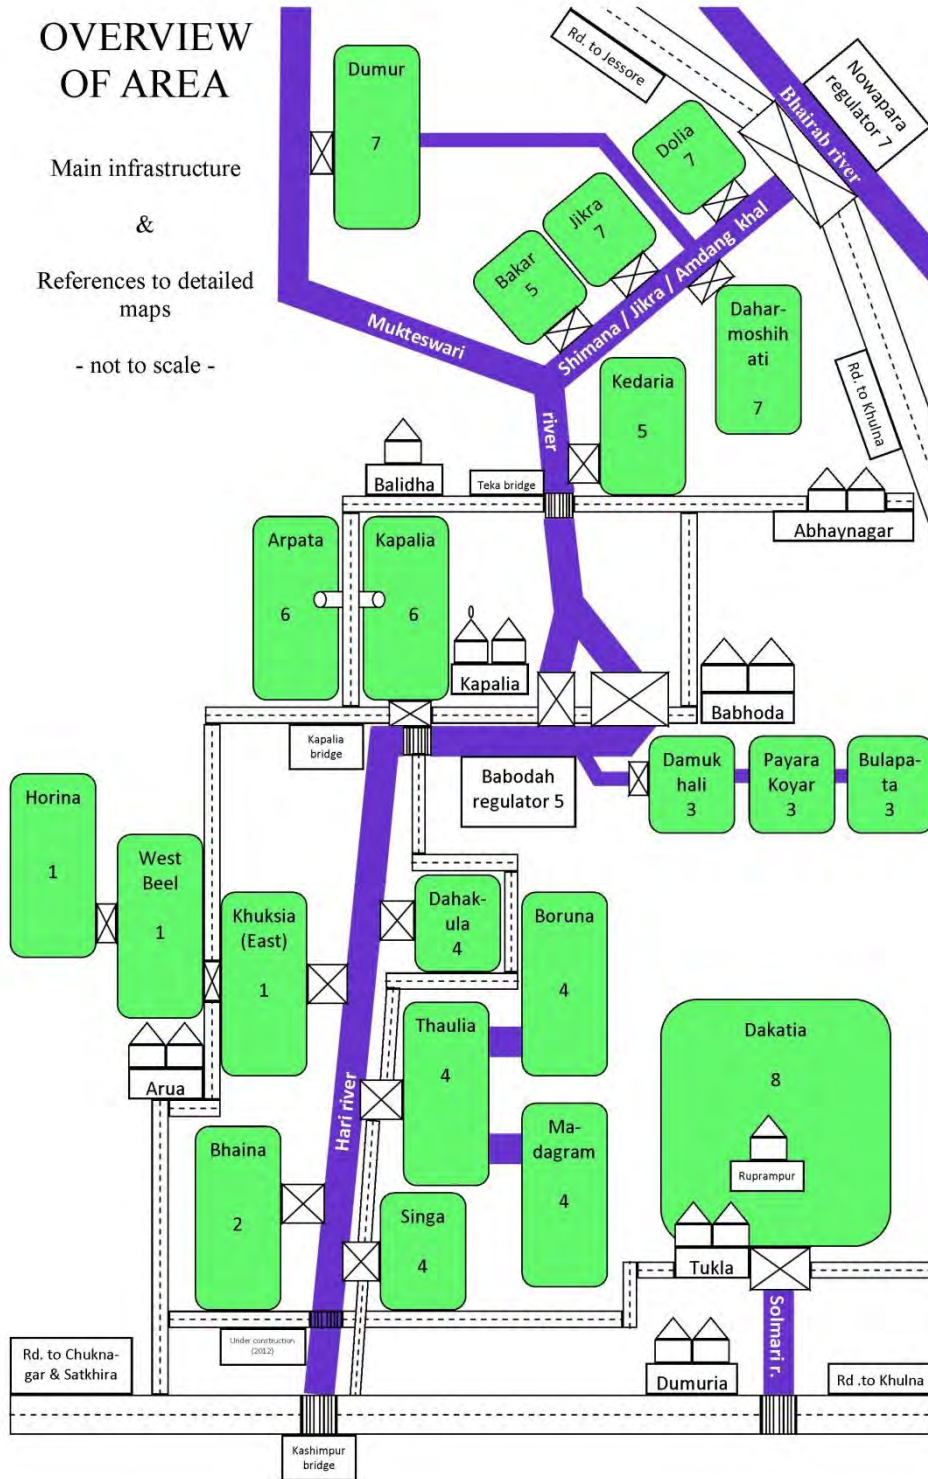 OVERVIEW
OF AREA
Main infrastructure
&
References to detailed
maps
- not to scale -
Dumur
7
Rd. to Jessore
Nowapara
regulator 7
Bhairab river
Dolia
7
Jikra
7
Bakar
5
Shimana / Jikra / Amdang khal
Mukteswari
river
Dahar-
moshih
ati
7
Rd. to Khulna
Kedaria
5
Balidha
Teka bridge
Abhaynagar
Arpata
6
Kapalia
6
Kapalia
Babhoda
Kapalia
bridge
Babodah
regulator 5
Damuk
hali
3
Payara
Koyar
3
Bulapa-
ta
3
Horina
1
West
Beel
1
Khuksia
(East)
1
Dahak-
ula
4
Boruna
4
Arua
Hari river
Thaulia
4
Dakatia
8
Ruprampur
Bhaina
2
Ma-
dagram
4
Singa
4
Tukla
Solmari r.
Under construction
(2012)
Rd. to Chukna-
gar & Satkhira
Dumuria
Rd .to Khulna
Kashimpur
bridge